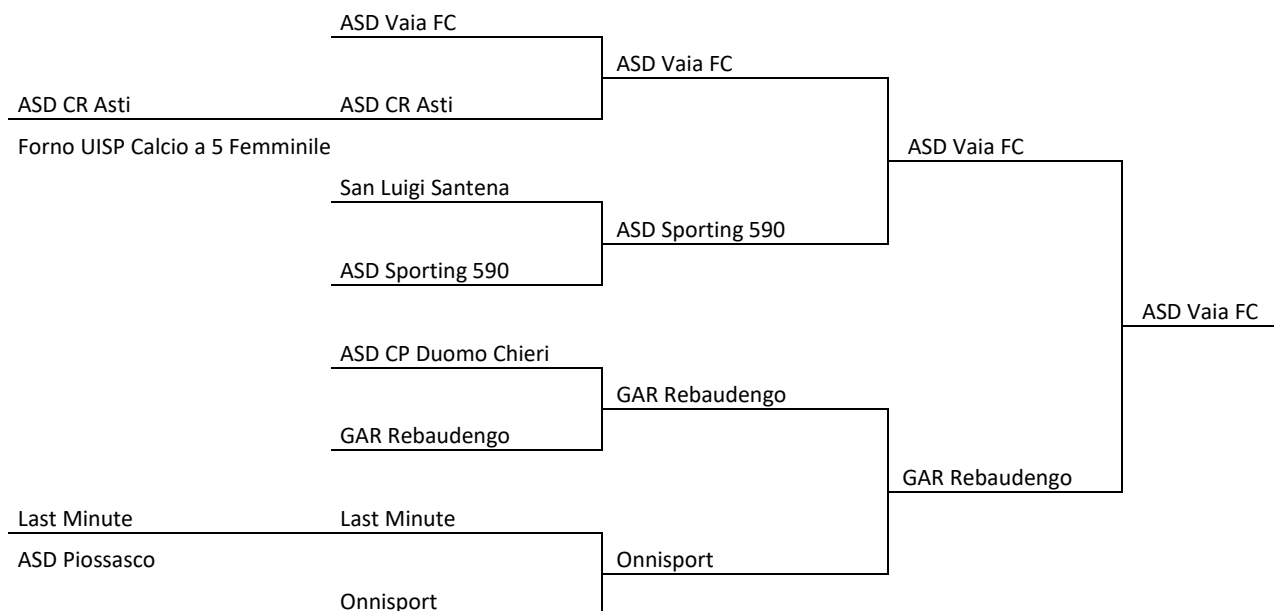 ASD Vaia FC
ASD Vaia FC
ASD CR Asti ASD CR Asti
Forno UISP Calcio a 5 Femminile
ASD Vaia FC
San Luigi Santena
ASD Sporting 590
ASD Sporting 590
ASD Vaia FC
ASD CP Duomo Chieri
GAR Rebaudengo
GAR Rebaudengo
GAR Rebaudengo
Last Minute Last Minute
ASD Piossasco Onnisport
Onnisport